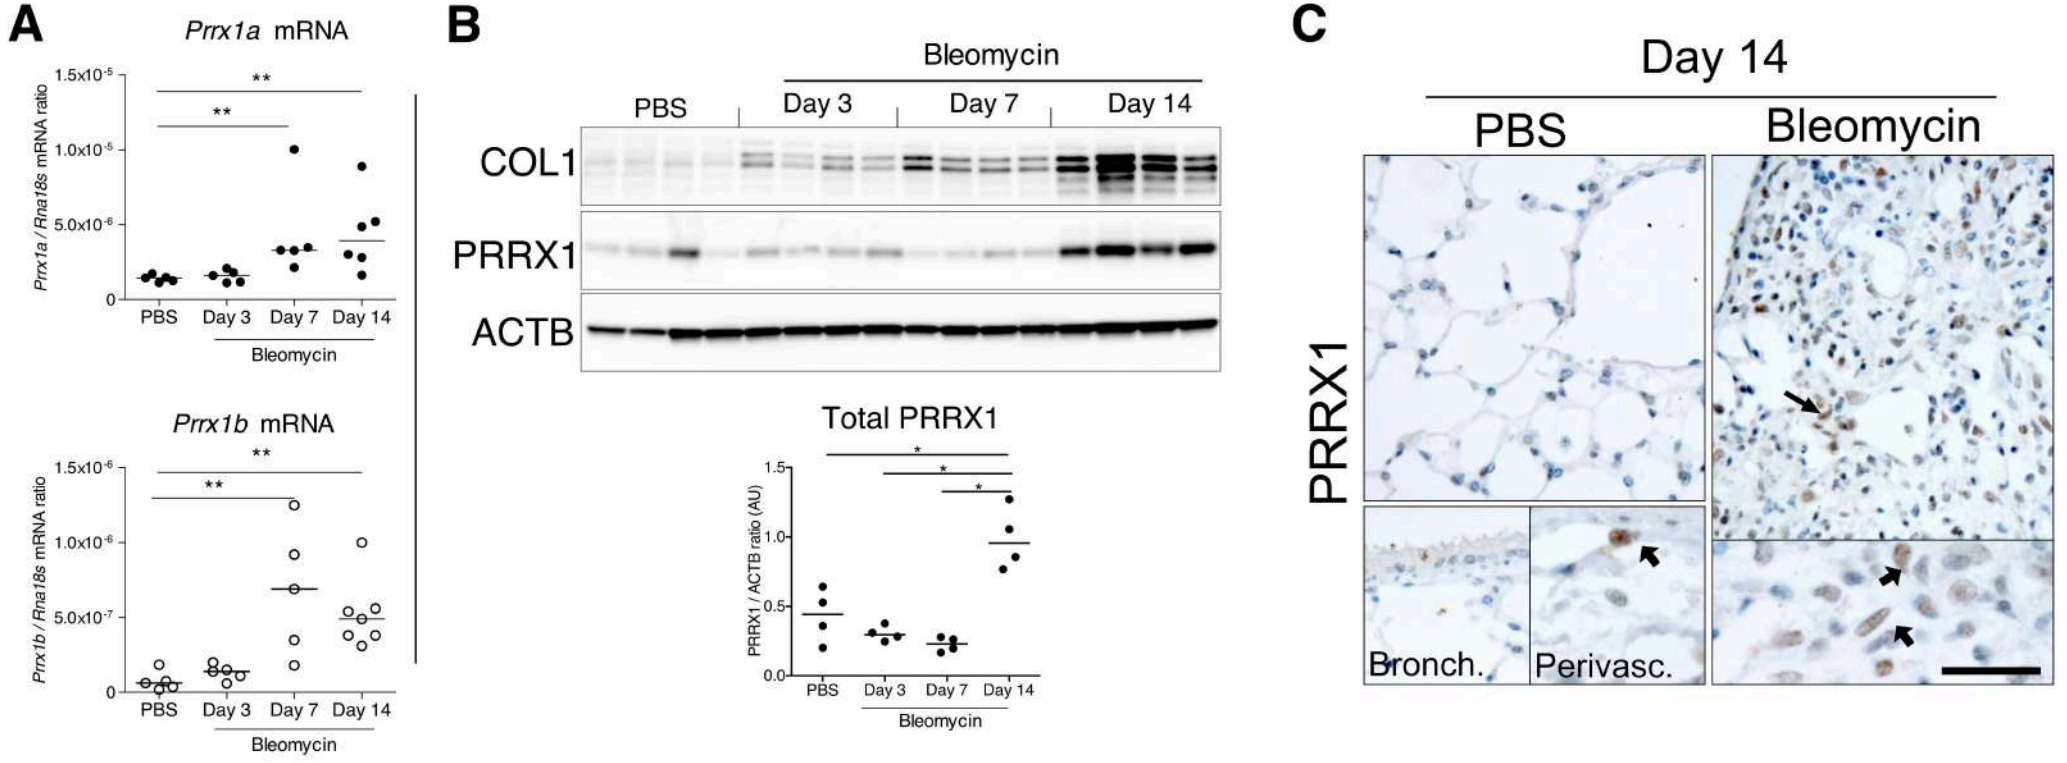 A
Prrx1a mRNA
Prrx1a / Rna18s mRNA ratio
1.5x10-5
1.0x10-5
5.0x10-6
0
**
**
PBS Day 3 Day 7 Day 14
Bleomycin
Prrx1b mRNA
Prrx1b / Rna18s mRNA ratio
1.5x10-6
1.0x10-6
5.0x10-7
0
**
**
PBS Day 3 Day 7 Day 14
Bleomycin
B
Bleomycin
PBS Day 3 Day 7 Day 14
COL1
PRRX1
ACTB
Total PRRX1
PRRX1 / ACTB ratio (AU)
1.5
1.0
0.5
0.0
*
*
*
PBS Day 3 Day 7 Day 14
Bleomycin
C
Day 14
PBS Bleomycin
PRRX1
Bronch. Perivasc.